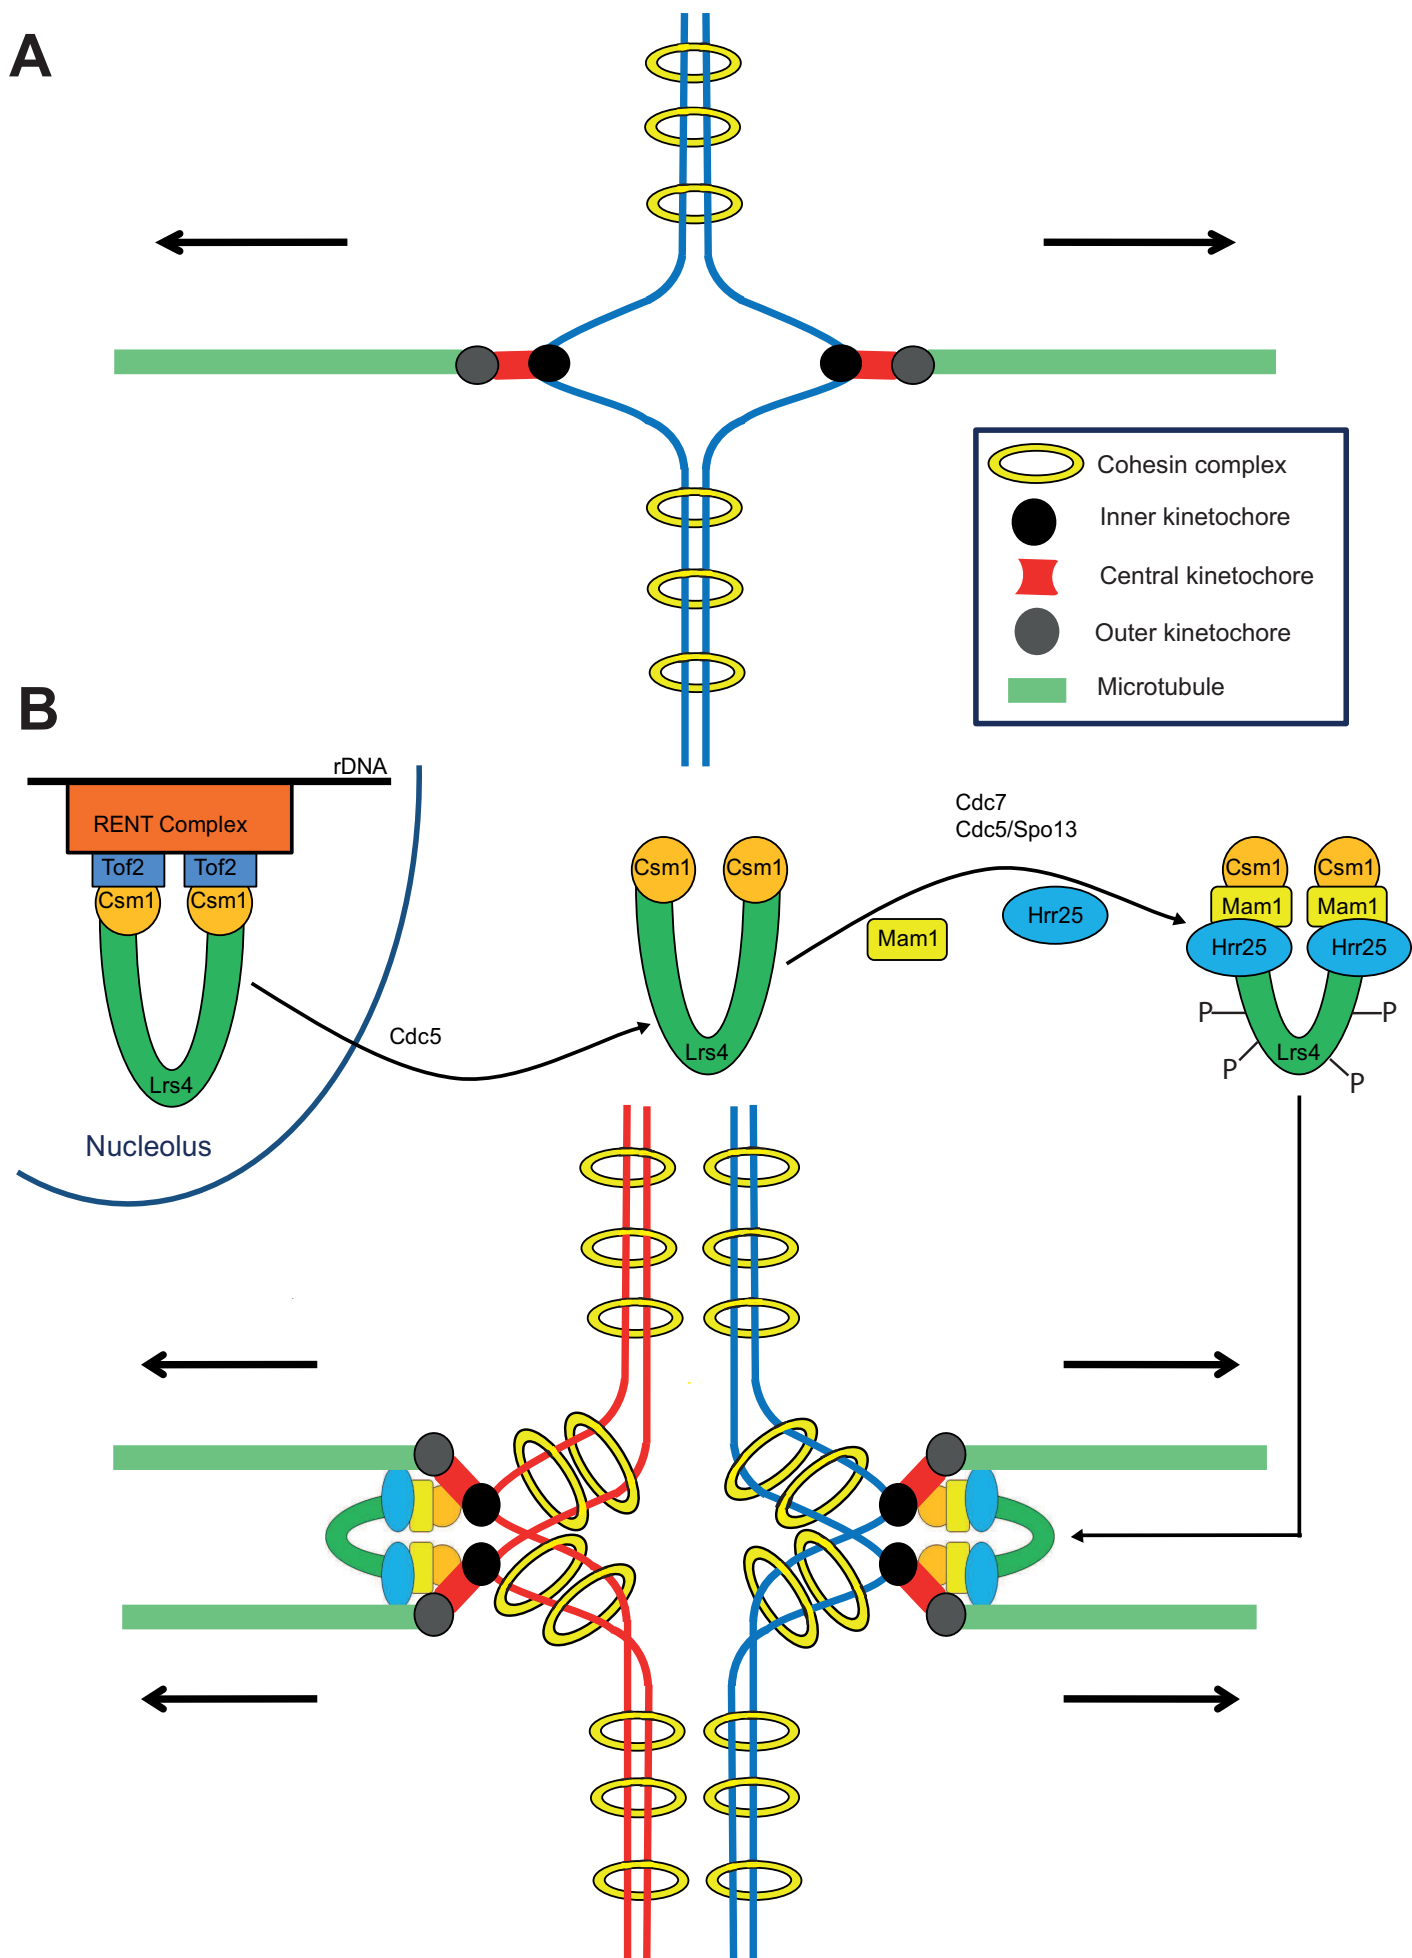 A
Cohesin complex
Inner kinetochore
Central kinetochore
Outer kinetochore
Microtubule
B
rDNA
RENT Complex
Tof2 Tof2
Csm1 Csm1
Lrs4
Nucleolus
Cdc5
Csm1 Csm1
Lrs4
Cdc7
Cdc5/Spo13
Mam1
Hrr25
Csm1 Csm1
Mam1 Mam1
Hrr25 Hrr25
P P
Lrs4
P P